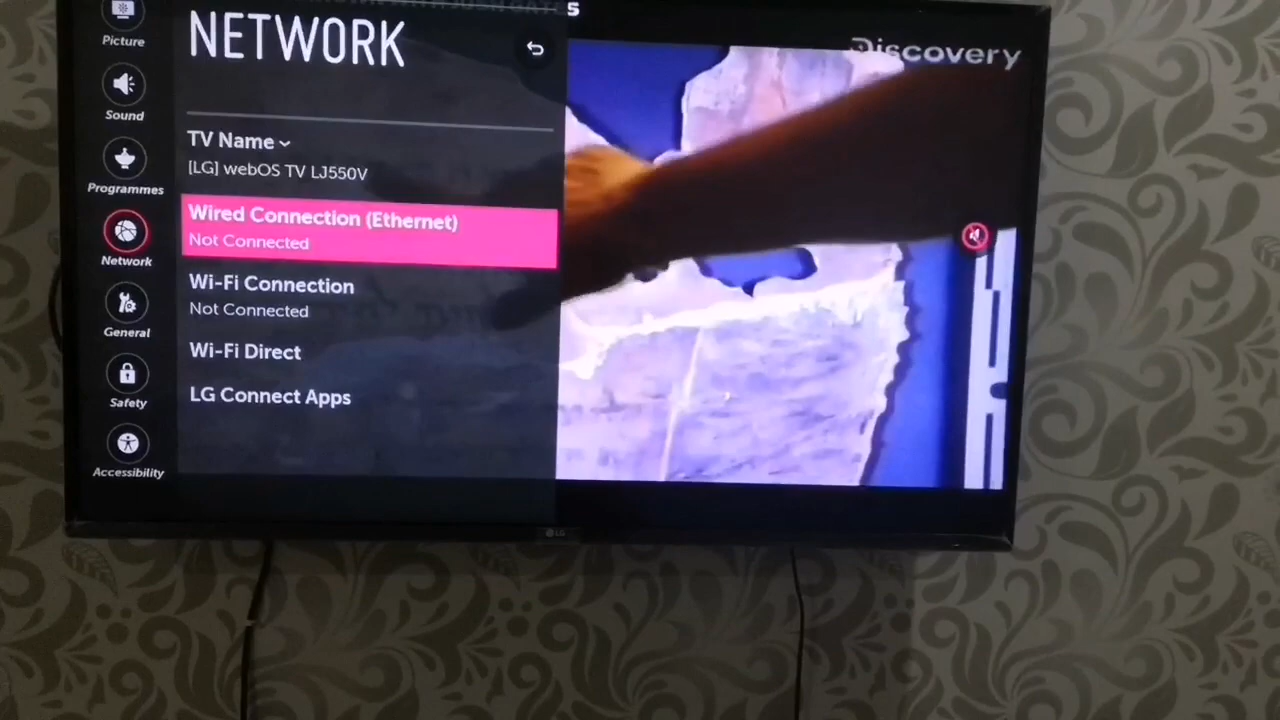 S
Picture
NETWORK
Discovery
Sound
TV Name
[LG] webOS TV LJ550V
Programmes
Wired Connection (Ethernet)
Not Connected
Network
Wi-Fi Connection
Not Connected
General
Wi-Fi Direct
Safety
LG Connect Apps
Accessibility
LG